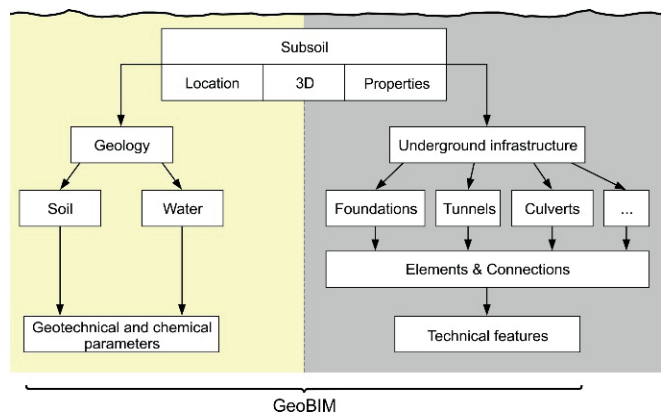 Subsoil
Location 3D Properties
Geology
Underground infrastructure
Soil
Water
Foundations
Tunnels
Culverts
...
Elements & Connections
Geotechnical and chemical
parameters
Technical features
GeoBIM